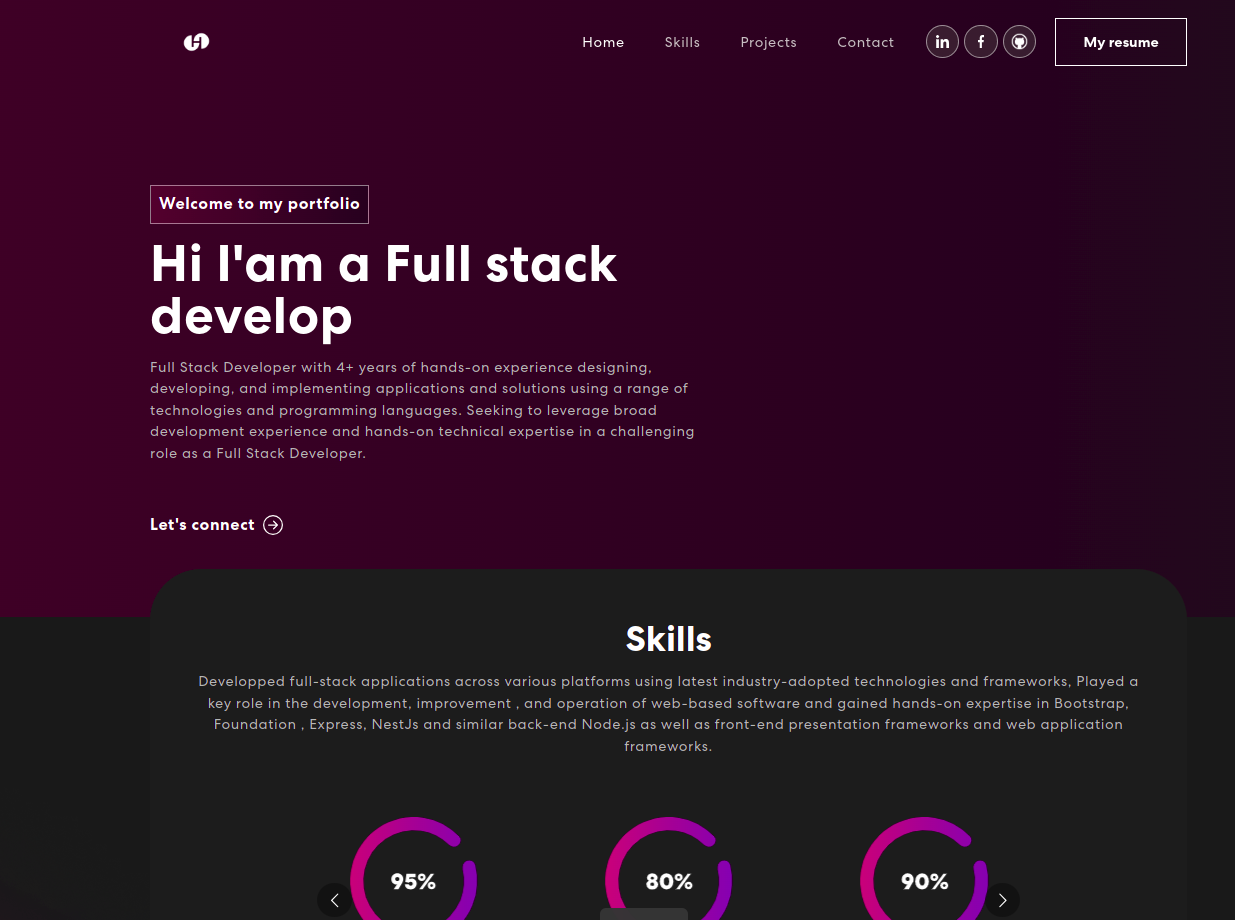 Home Skills Projects Contact in f My resume
Welcome to my portfolio
Hi I'am a Full stack
develop
Full Stack Developer with 4+ years of hands-on experience designing,
developing, and implementing applications and solutions using a range of
technologies and programming languages. Seeking to leverage broad
development experience and hands-on technical expertise in a challenging
role as a Full Stack Developer.
Let's connect
Skills
Developped full-stack applications across various platforms using latest industry-adopted technologies and frameworks, Played a
key role in the development, improvement , and operation of web-based software and gained hands-on expertise in Bootstrap,
Foundation , Express, NestJs and similar back-end Node.js as well as front-end presentation frameworks and web application
frameworks.
95% 80% 90%